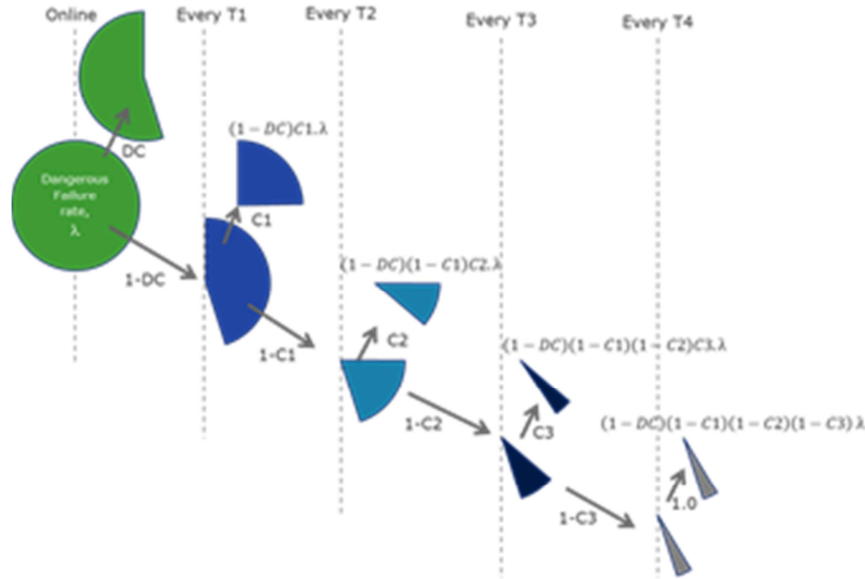 Online
Every T1
Every T2
Every T3
Every T4
(1 − DC)C1.λ
DC
Dangerous
Failure
rate,
λ
C1
1-DC
(1 − DC)(1 − C1)C2.λ
C2
1-C1
(1 − DC)(1 − C1)(1 − C2)C3.λ
1-C2
C3
(1 − DC)(1 − C1)(1 − C2)(1 − C3) λ
1.0
1-C3